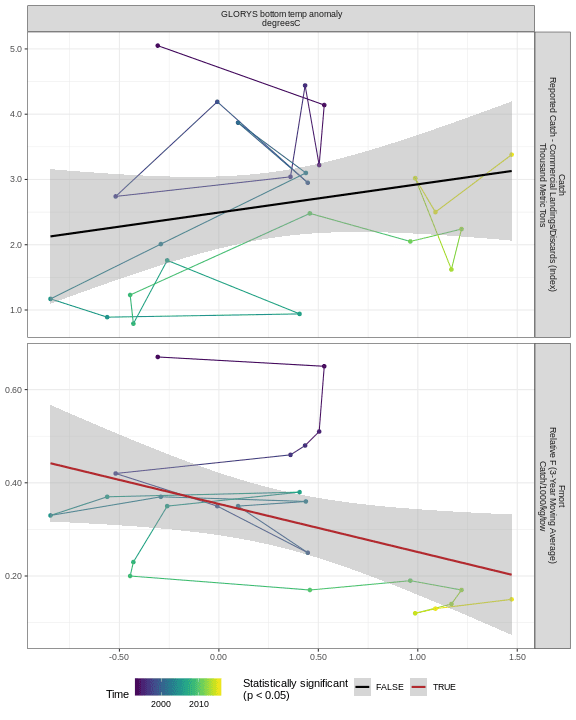 GLORYS bottom temp anomaly
degreesC
5.0
4.0
3.0
2.0
1.0
Catch
Reported Catch - Commercial Landings/Discards (Index)
Thousand Metric Tons
0.60
0.40
0.20
Fmort
Relative F (3-Year Moving Average)
Catch/1000/kg/tow
-0.50
0.00
0.50
1.00
1.50
Time
2000
2010
Statistically significant
(p < 0.05)
FALSE
TRUE